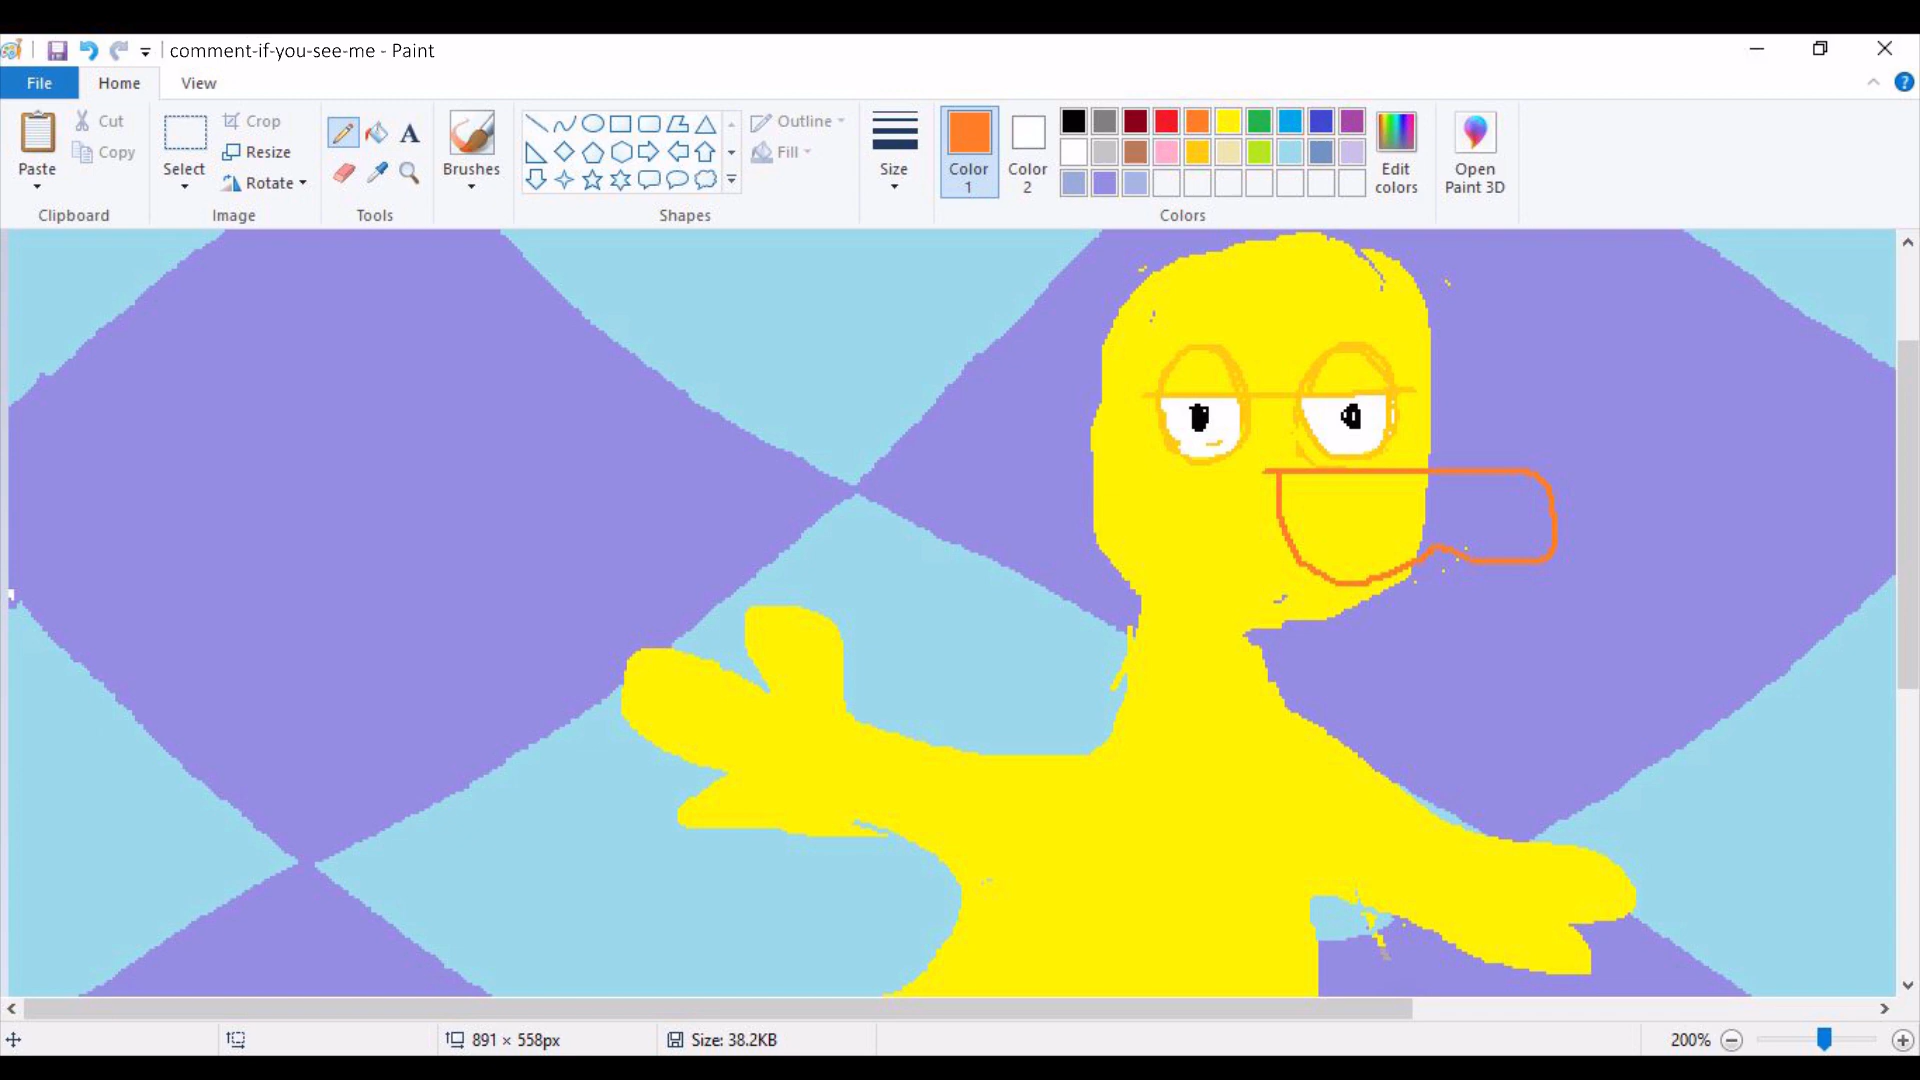 comment-if-you-see-me - Paint
File Home View
Paste
Cut
Copy
Clipboard
Select
Crop
Resize
Rotate
Image
A
Tools
Brushes
Outline
Fill
Shapes
Size
Color 1
Color 2
Edit colors
Colors
Open Paint 3D
891 × 558px
Size: 38.2KB
200%